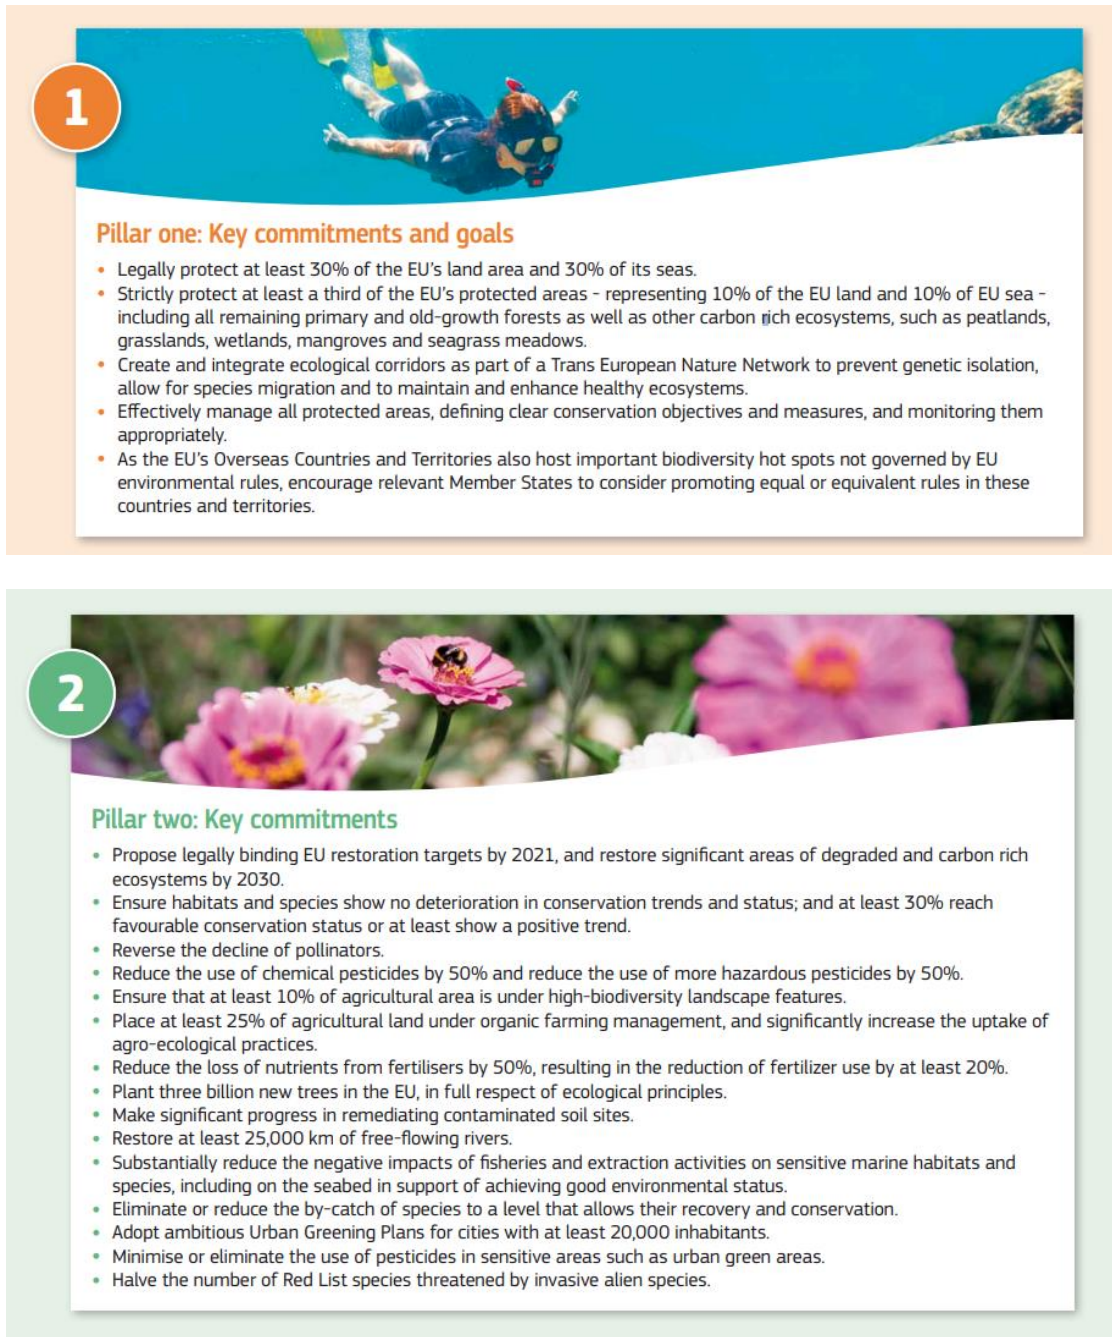 1
Pillar one: Key commitments and goals
• Legally protect at least 30% of the EU's land area and 30% of its seas.
• Strictly protect at least a third of the EU's protected areas - representing 10% of the EU land and 10% of EU sea -
including all remaining primary and old-growth forests as well as other carbon rich ecosystems, such as peatlands,
grasslands, wetlands, mangroves and seagrass meadows.
• Create and integrate ecological corridors as part of a Trans European Nature Network to prevent genetic isolation,
allow for species migration and to maintain and enhance healthy ecosystems.
• Effectively manage all protected areas, defining clear conservation objectives and measures, and monitoring them
appropriately.
• As the EU's Overseas Countries and Territories also host important biodiversity hot spots not governed by EU
environmental rules, encourage relevant Member States to consider promoting equal or equivalent rules in these
countries and territories.
2
Pillar two: Key commitments
• Propose legally binding EU restoration targets by 2021, and restore significant areas of degraded and carbon rich
ecosystems by 2030.
• Ensure habitats and species show no deterioration in conservation trends and status; and at least 30% reach
favourable conservation status or at least show a positive trend.
• Reverse the decline of pollinators.
• Reduce the use of chemical pesticides by 50% and reduce the use of more hazardous pesticides by 50%.
• Ensure that at least 10% of agricultural area is under high-biodiversity landscape features.
• Place at least 25% of agricultural land under organic farming management, and significantly increase the uptake of
agro-ecological practices.
• Reduce the loss of nutrients from fertilisers by 50%, resulting in the reduction of fertilizer use by at least 20%.
• Plant three billion new trees in the EU, in full respect of ecological principles.
• Make significant progress in remediating contaminated soil sites.
• Restore at least 25,000 km of free-flowing rivers.
• Substantially reduce the negative impacts of fisheries and extraction activities on sensitive marine habitats and
species, including on the seabed in support of achieving good environmental status.
• Eliminate or reduce the by-catch of species to a level that allows their recovery and conservation.
• Adopt ambitious Urban Greening Plans for cities with at least 20,000 inhabitants.
• Minimise or eliminate the use of pesticides in sensitive areas such as urban green areas.
• Halve the number of Red List species threatened by invasive alien species.